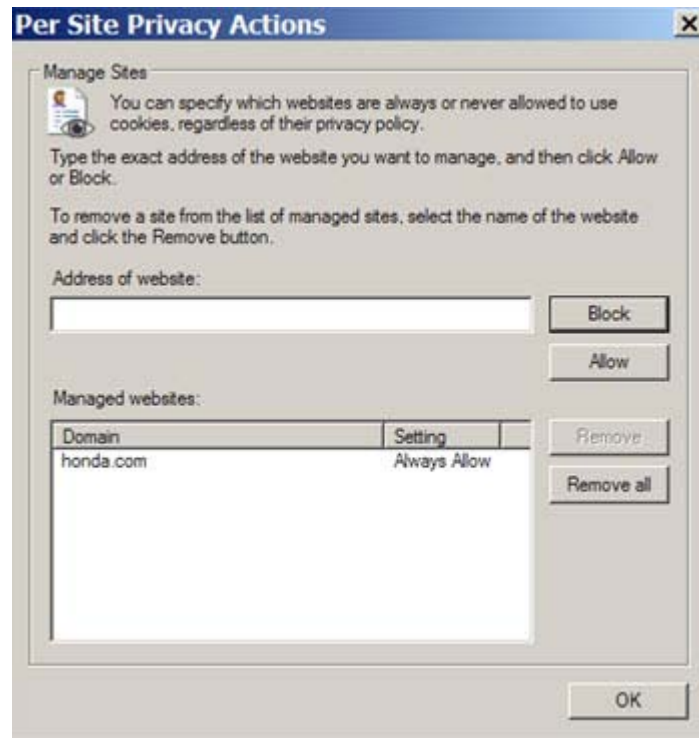 Per Site Privacy Actions
Manage Sites
You can specify which websites are always or never allowed to use
cookies, regardless of their privacy policy.
Type the exact address of the website you want to manage, and then click Allow
or Block.
To remove a site from the list of managed sites, select the name of the website
and click the Remove button.
Address of website:
Block
Allow
Managed websites:
Domain Setting Remove
honda.com Always Allow
Remove all
OK